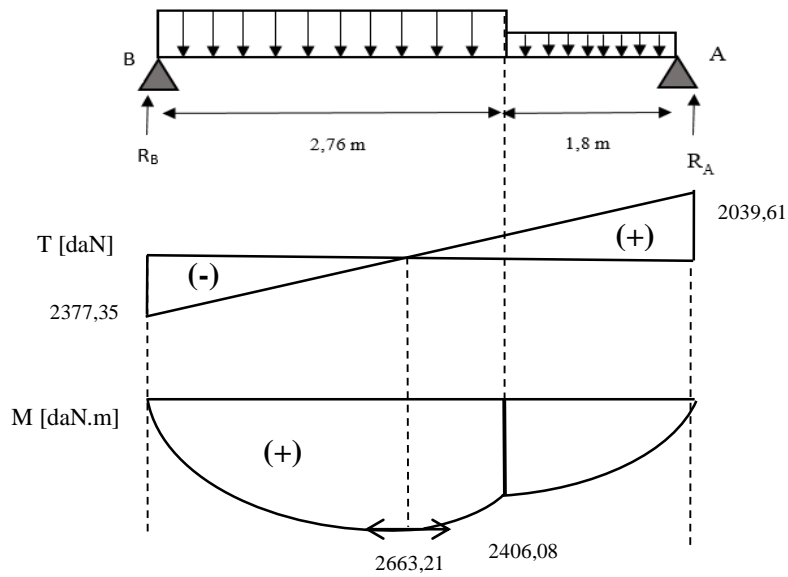 B
A
2,76 m
1,8 m
R_B
R_A
2039,61
T [daN]
(+)
(-)
2377,35
M [daN.m]
(+)
2663,21
2406,08